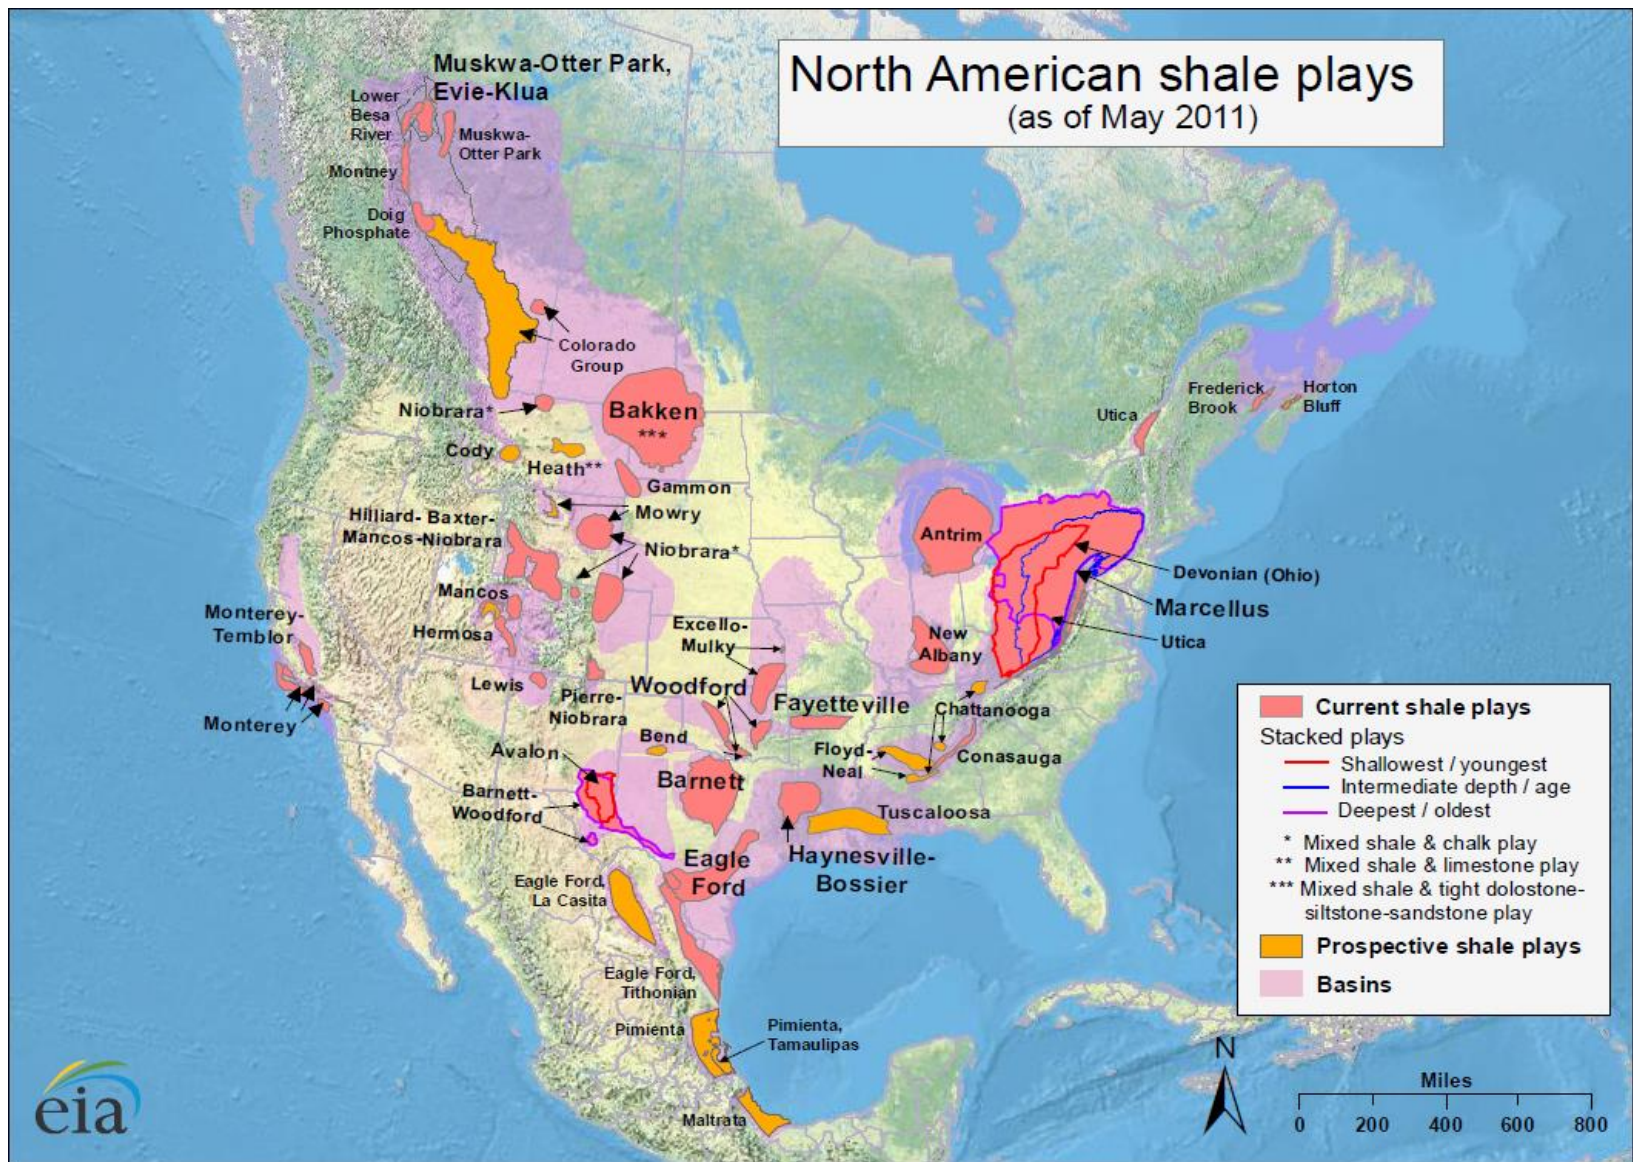 North American shale plays
(as of May 2011)
Muskwa-Otter Park,
Evie-Klua
Lower
Besa
River
Muskwa-
Otter Park
Montney
Doig
Phosphate
Colorado
Group
Niobrara*
Bakken
***
Cody
Heath**
Gammon
Mowry
Hilliard- Baxter-
Mancos-Niobrara
Niobrara*
Mancos
Hermosa
Monterey-
Temblor
Monterey
Lewis
Pierre-
Niobrara
Excello-
Mulky
Woodford
Fayetteville
Bend
Avalon
Barnett-
Woodford
Barnett
Eagle
Ford
Haynesville-
Bossier
Tuscaloosa
Floyd-
Neal
Conasauga
Chattanooga
New
Albany
Antrim
Devonian (Ohio)
Marcellus
Utica
Utica
Frederick
Brook
Horton
Bluff
Eagle Ford,
La Casita
Eagle Ford,
Tithonian
Pimienta
Pimienta,
Tamaulipas
Maltrata
Current shale plays
Stacked plays
Shallowest / youngest
Intermediate depth / age
Deepest / oldest
* Mixed shale & chalk play
** Mixed shale & limestone play
*** Mixed shale & tight dolostone-
siltstone-sandstone play
Prospective shale plays
Basins
N
Miles
0 200 400 600 800
eia